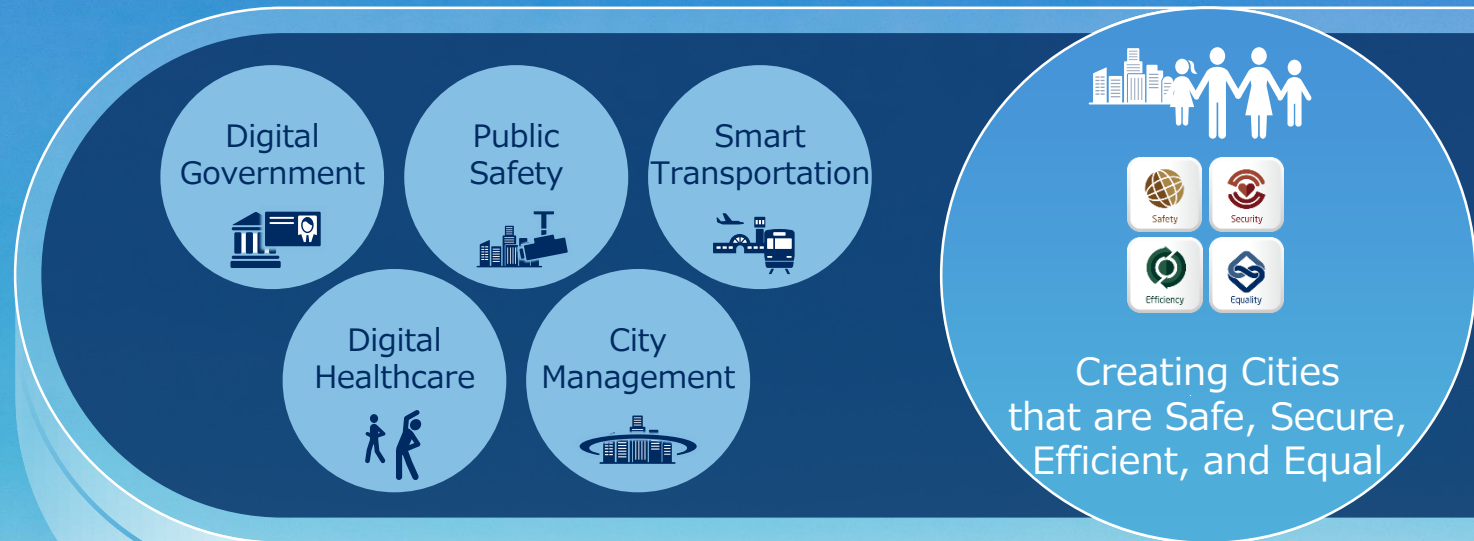 Digital
Government
Public
Safety
Smart
Transportation
Digital
Healthcare
City
Management
Safety
Security
Efficiency
Equality
Creating Cities
that are Safe, Secure,
Efficient, and Equal